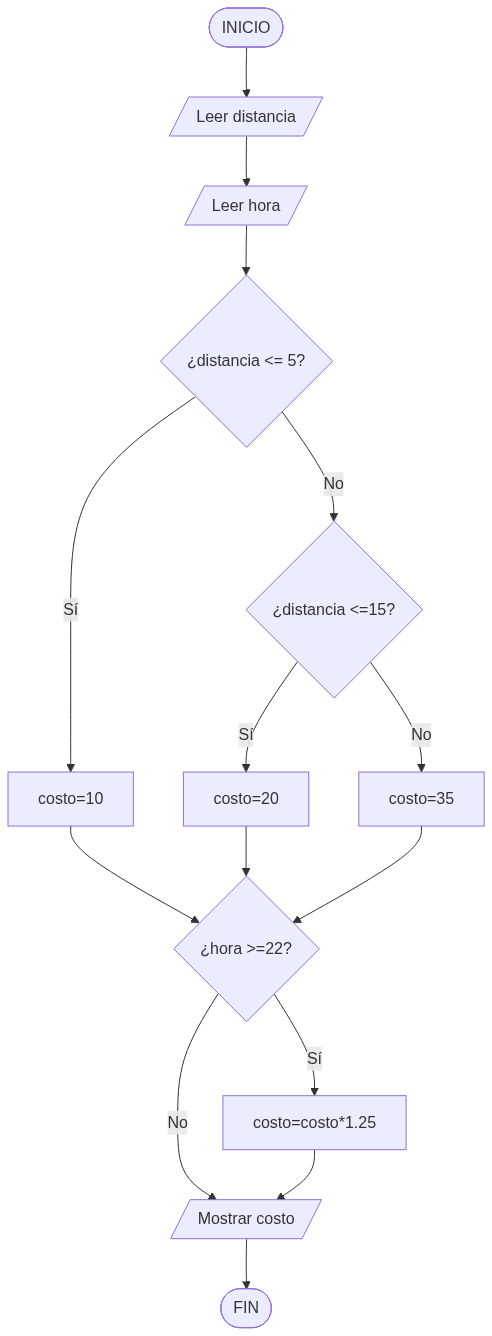 INICIO
Leer distancia
Leer hora
¿distancia <= 5?
No
Sí
¿distancia <=15?
Sí
No
costo=10
costo=20
costo=35
¿hora >=22?
Sí
No
costo=costo*1.25
Mostrar costo
FIN